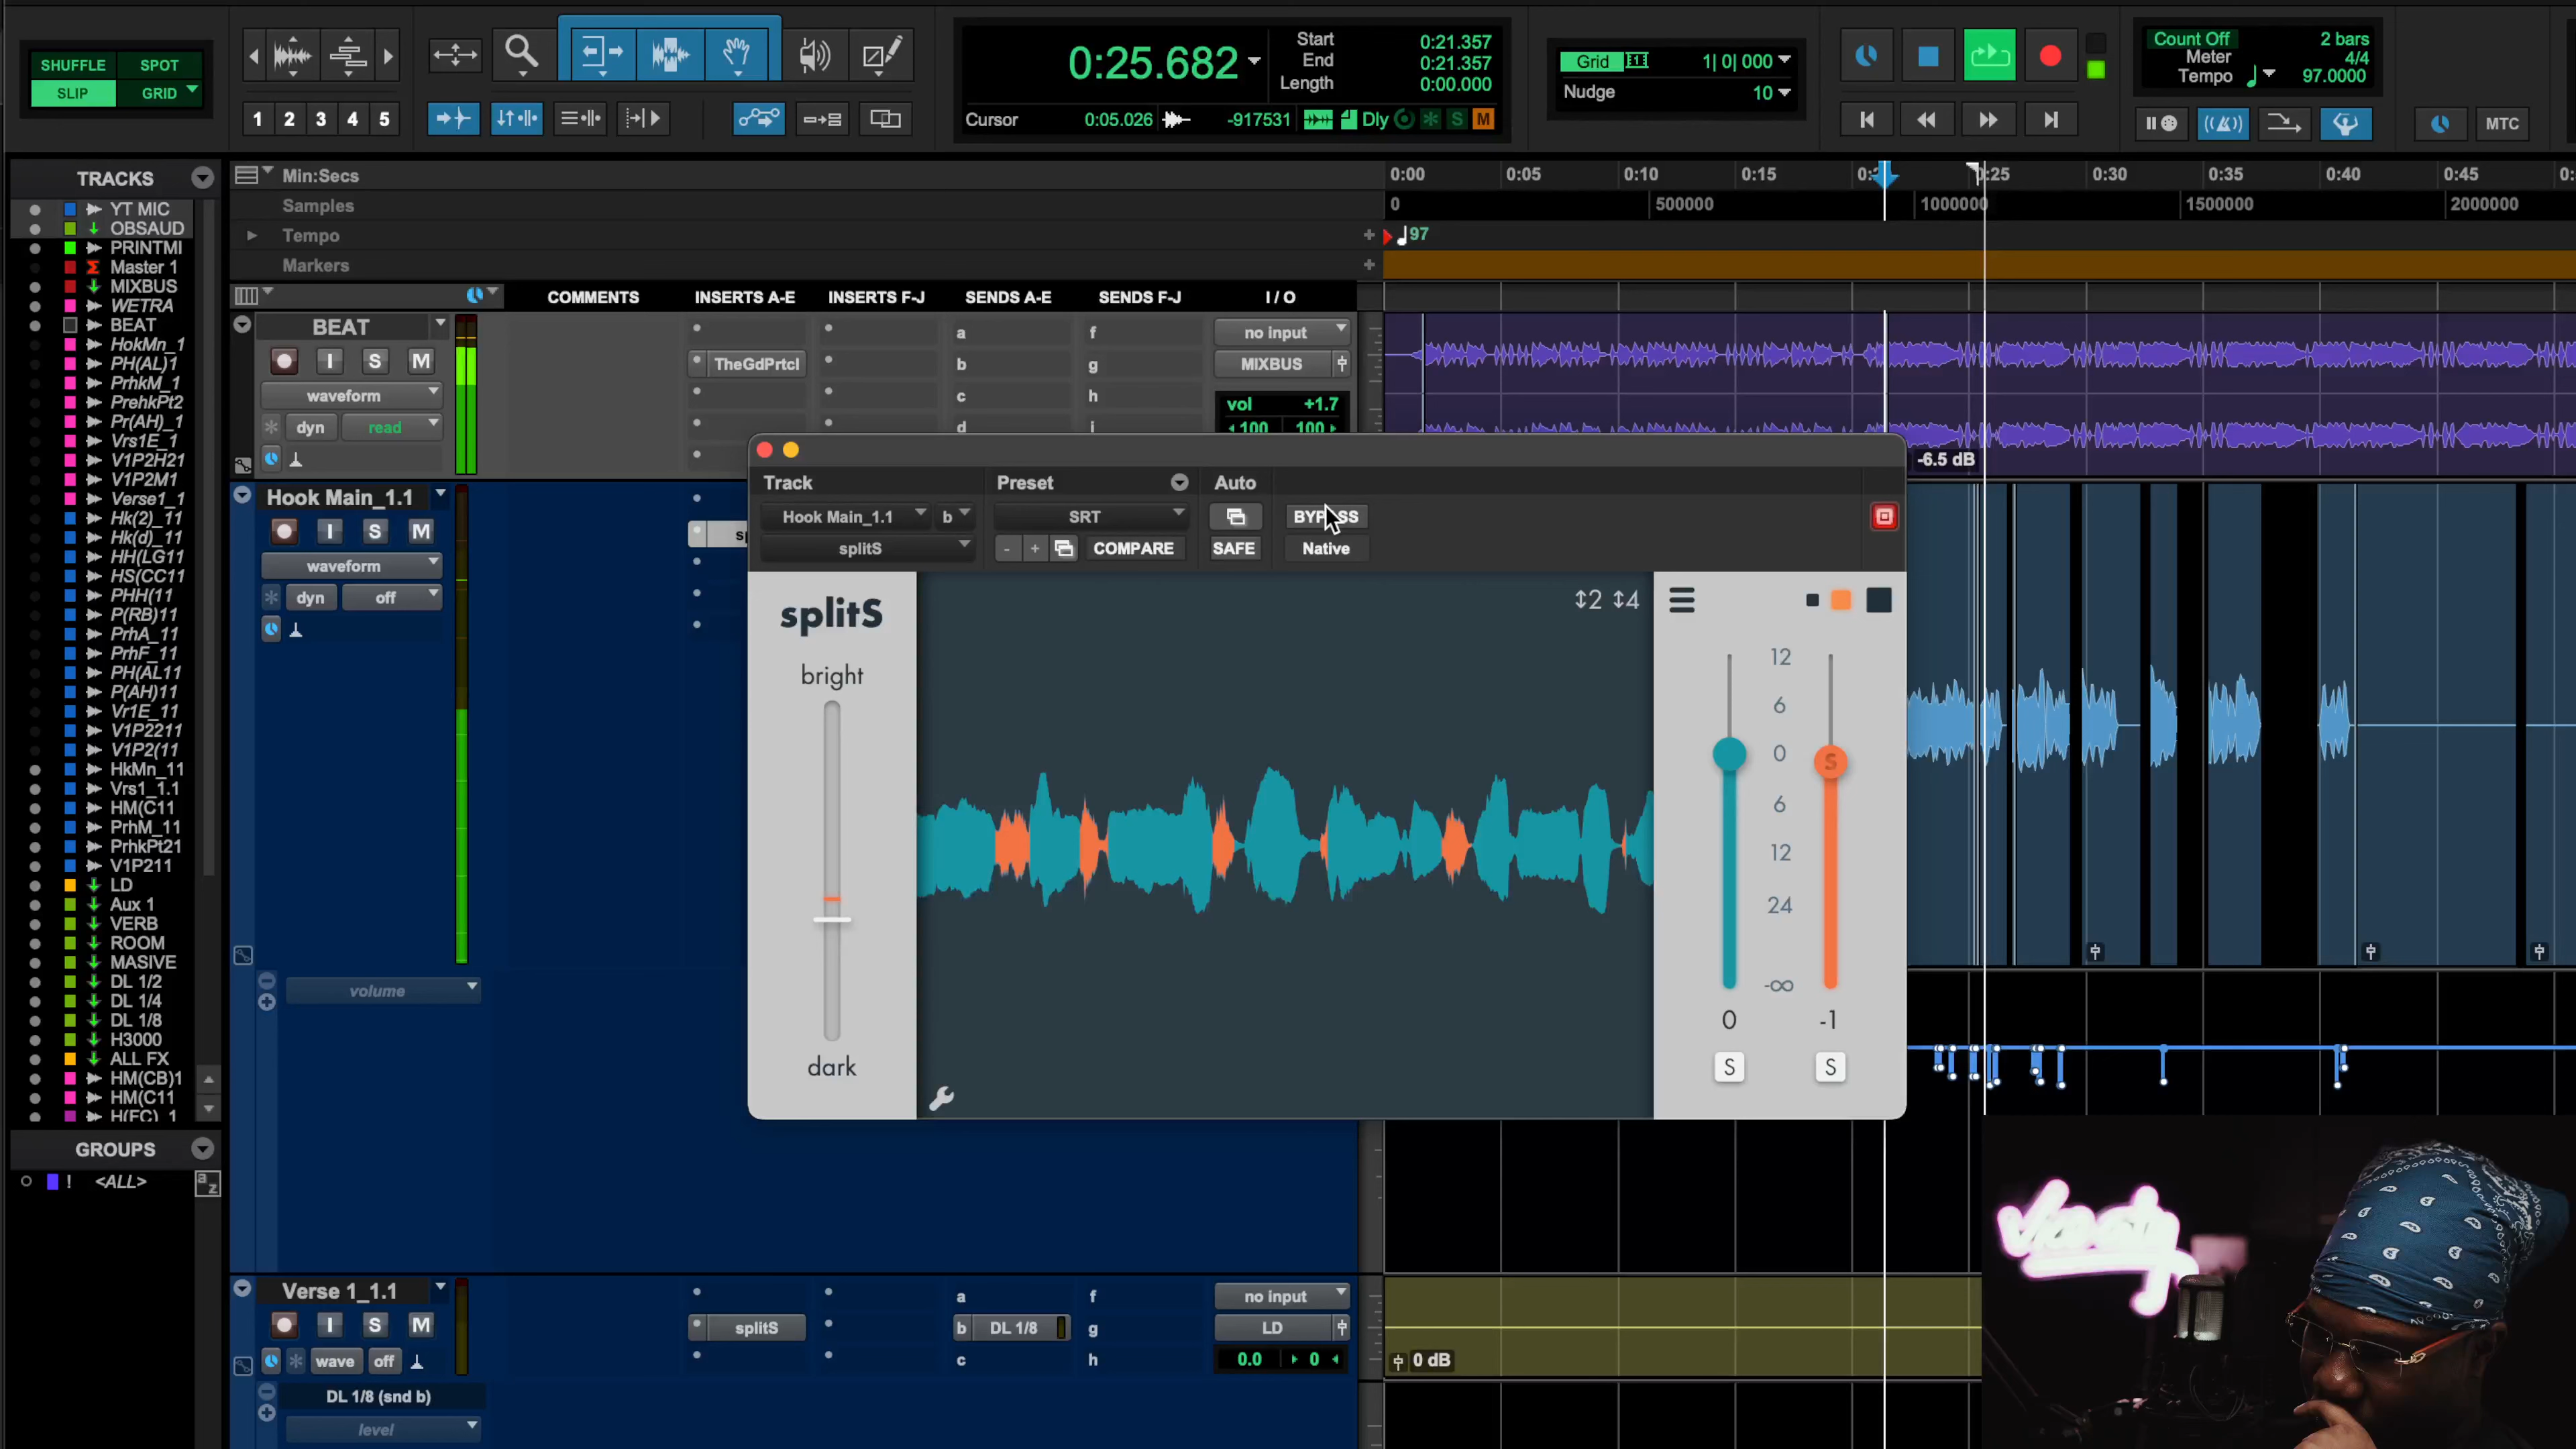 SHUFFLE SPOT
SLIP GRID
1 2 3 4 5
0:25.682
Start 0:21.357
End 0:21.357
Length 0:00.000
Cursor 0:05.026 -917531 Dly S M
Grid 1| 0| 000
Nudge 10
Count Off 2 bars
Meter 4/4
Tempo 97.0000
MTC
TRACKS
YT MIC
OBSAUD
PRINTMI
Master 1
MIXBUS
WETRA
BEAT
HokMn_1
PH(AL)1
PrhkM_1
PrehkPt2
Pr(AH)_1
Vrs1E_1
V1P2H21
V1P2M1
Verse1_1
Hk(2)_11
Hk(d)_11
HH(LG11
HS(CC11
PHH(11
P(RB)11
PrhA_11
PrhF_11
PH(AL11
P(AH)11
Vr1E_11
V1P2211
V1P2(11
HkMn_11
Vrs1_1.1
HM(C11
PrhM_11
PrhkPt21
V1P211
LD
Aux 1
VERB
ROOM
MASIVE
DL 1/2
DL 1/4
DL 1/8
H3000
ALL FX
HM(CB)1
HM(C11
H(FC)_1
GROUPS
! <ALL>
a z
Min:Secs
Samples
Tempo
Markers
0:00 0:05 0:10 0:15 0:25 0:30 0:35 0:40 0:45
0 500000 1000000 1500000 2000000
97
COMMENTS INSERTS A-E INSERTS F-J SENDS A-E SENDS F-J I / O
BEAT
I S M
waveform
dyn read
TheGdPrtcl
a f no input
b g MIXBUS
c h
vol +1.7
d i 100 100
-6.5 dB
Hook Main_1.1
I S M
waveform
dyn off
volume
Track Preset Auto
Hook Main_1.1 b SRT BYPASS
splitS - + COMPARE SAFE Native
splitS
bright
dark
2 4
12
6
0
S
6
12
24
-∞
0 -1
S S
Verse 1_1.1
I S M
wave off
splitS
a f no input
b DL 1/8 g LD
c h 0.0 0
0 dB
DL 1/8 (snd b)
level